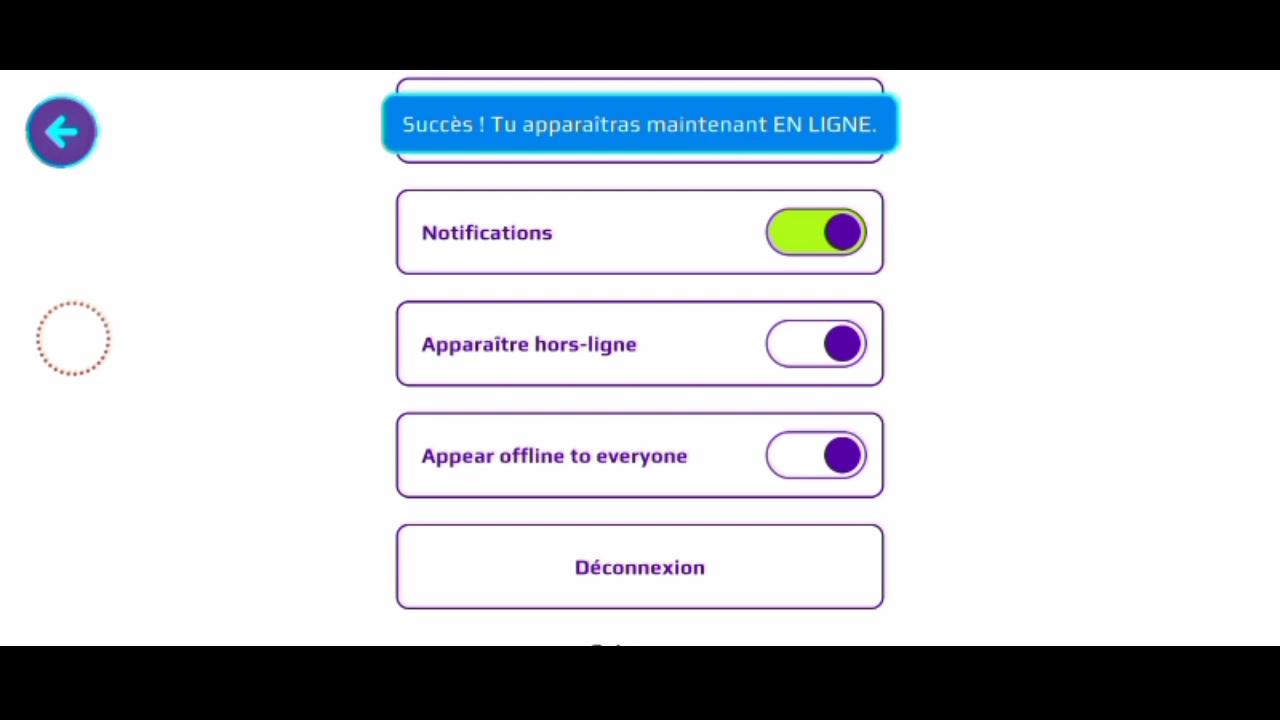 Succès ! Tu apparaîtras maintenant EN LIGNE.
Notifications
Apparaître hors-ligne
Appear offline to everyone
Déconnexion